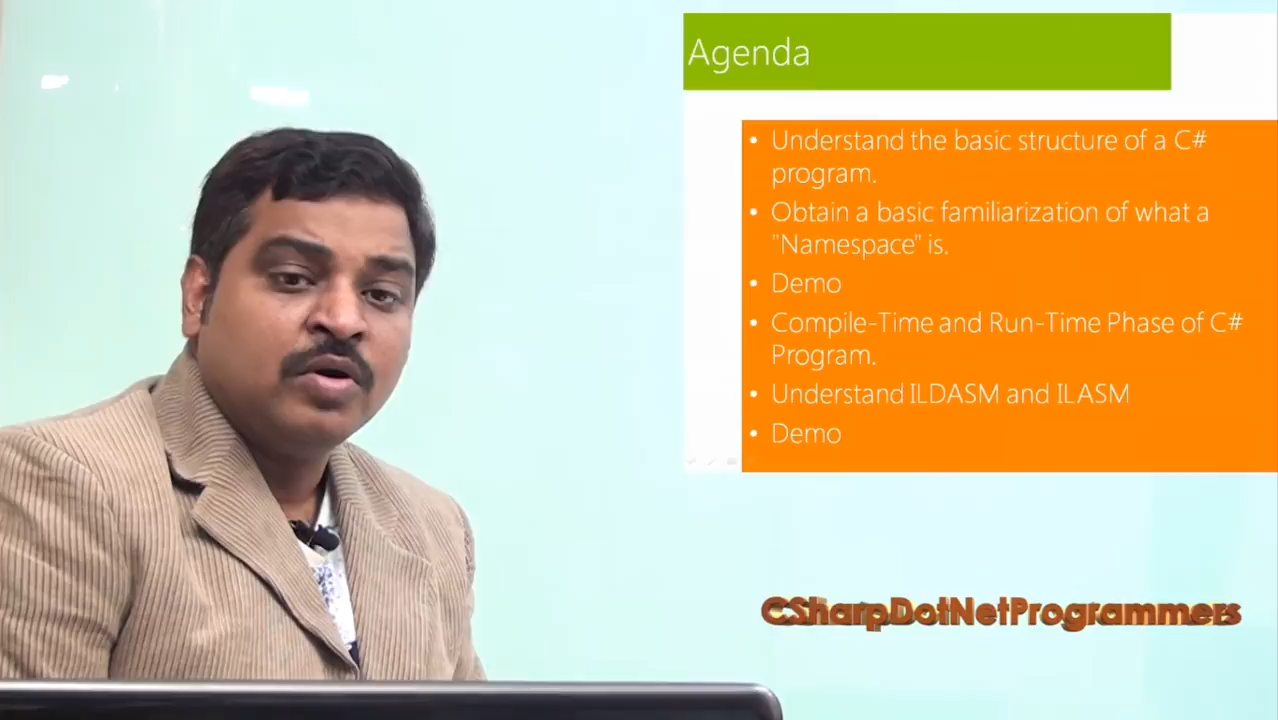 Agenda
• Understand the basic structure of a C#
program.
• Obtain a basic familiarization of what a
"Namespace" is.
• Demo
• Compile-Time and Run-Time Phase of C#
Program.
• Understand ILDASM and ILASM
• Demo
CSharpDotNetProgrammers